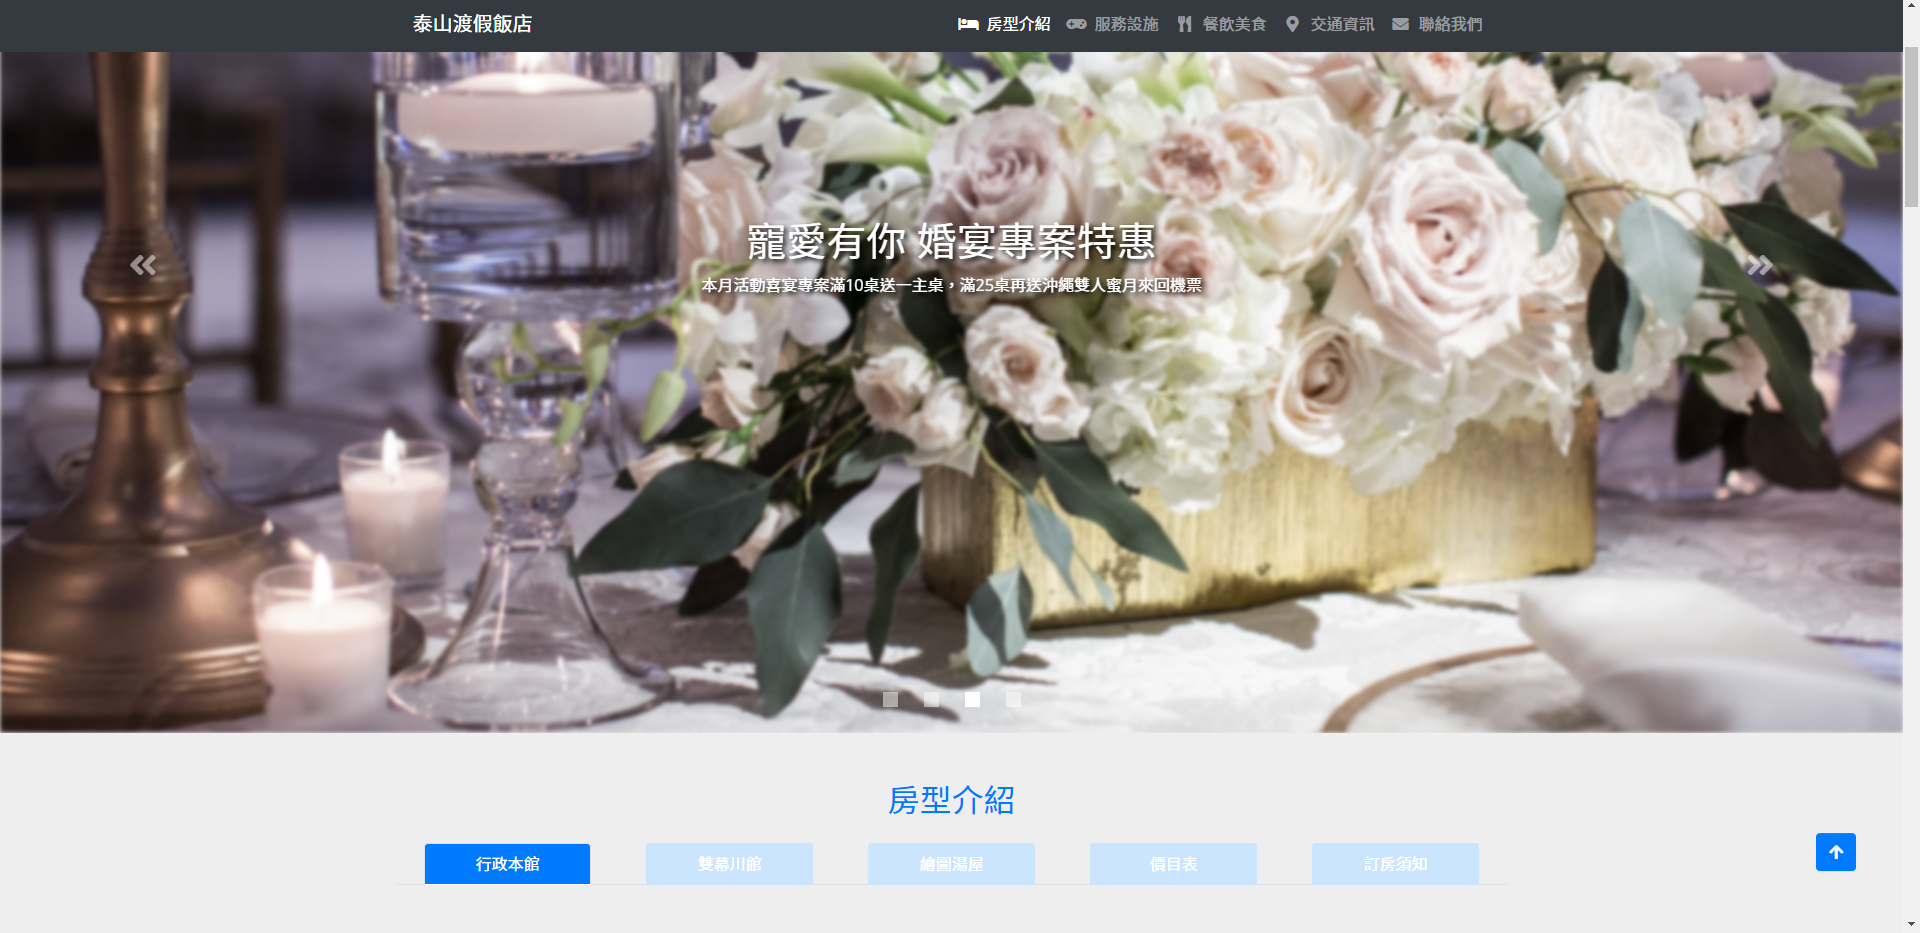 泰山渡假飯店
房型介紹 服務設施 餐飲美食 交通資訊 聯絡我們
寵愛有你 婚宴專案特惠
本月活動喜宴專案滿10桌送一主桌，滿25桌再送沖繩雙人蜜月來回機票
房型介紹
行政本館 雙幕川館 繪圖湯屋 價目表 訂房須知